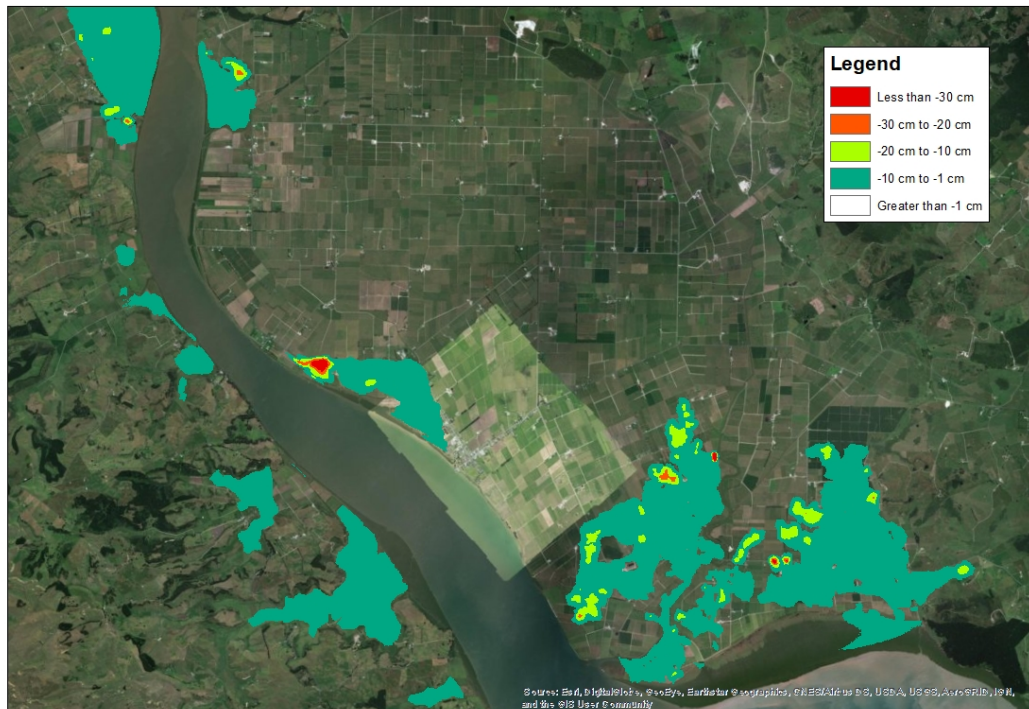 Legend
Less than -30 cm
-30 cm to -20 cm
-20 cm to -10 cm
-10 cm to -1 cm
Greater than -1 cm
Source: Esri, DigitalGlobe, GeoEye, Earthstar Geographics, CNES/Airbus DS, USDA, USGS, AeroGRID, IGN,
and the GIS User Community